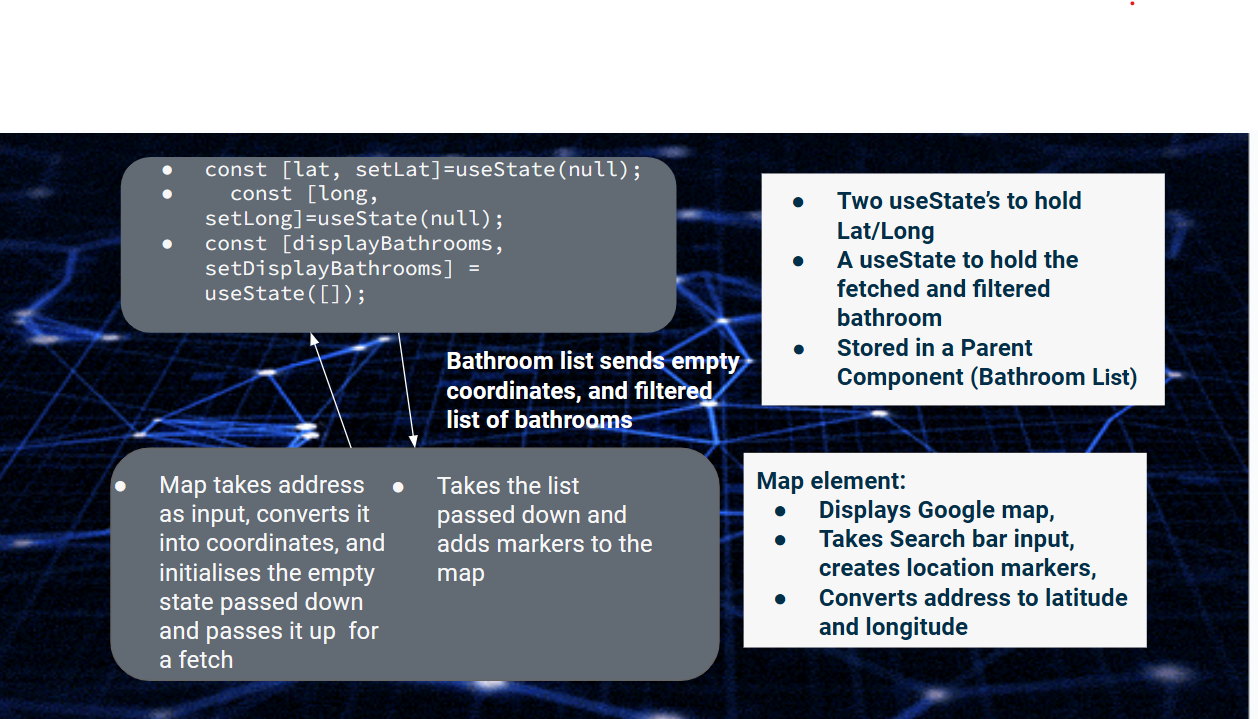 ● const [lat, setLat]=useState(null);
● const [long,
setLong]=useState(null);
● const [displayBathrooms,
setDisplayBathrooms] =
useState([]);
● Two useState’s to hold
Lat/Long
● A useState to hold the
fetched and filtered
bathroom
● Stored in a Parent
Component (Bathroom List)
Bathroom list sends empty
coordinates, and filtered
list of bathrooms
● Map takes address
as input, converts it
into coordinates, and
initialises the empty
state passed down
and passes it up  for
a fetch
● Takes the list
passed down and
adds markers to the
map
Map element:
● Displays Google map,
● Takes Search bar input,
creates location markers,
● Converts address to latitude
and longitude